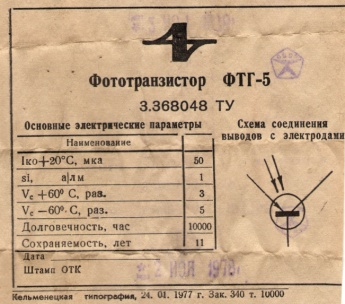 Фототранзистор ФТГ-5
3.368048 ТУ
Основные электрические параметры
Схема соединения
выводов с электродами
Наименование
Iко+20°С, мка 50
si, а|лм 1
Vс +60° С, раз. 3
Vс —60° С, раз. 5
Долговечность, час 10000
Сохраняемость, лет 11
Дата
Штамп ОТК
Кельменецкая типография, 24. 01. 1977 г. Зак. 340 т. 10000